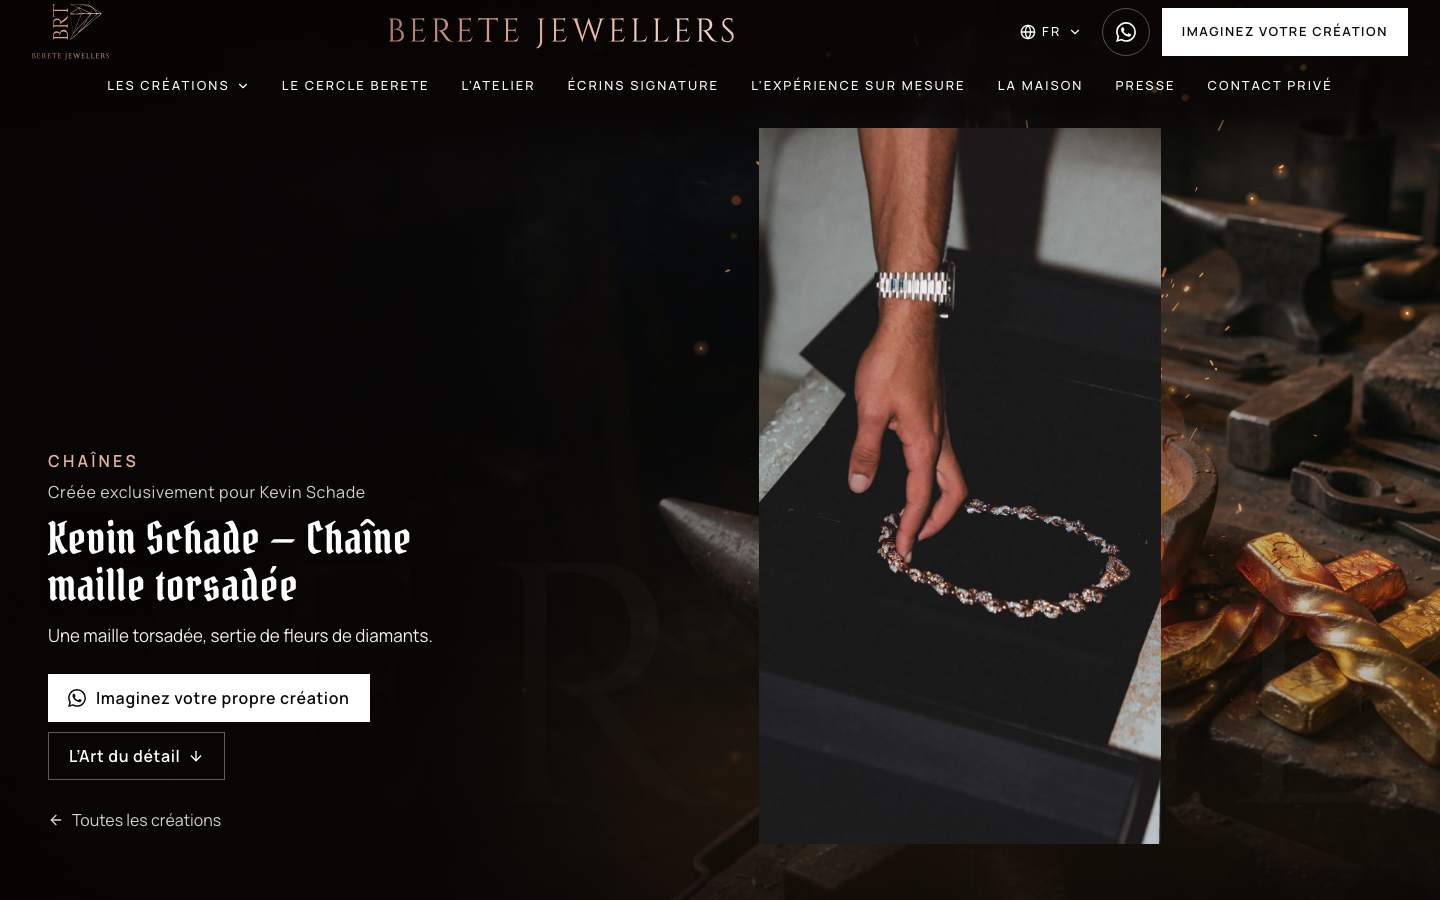 BRT
BERETE JEWELLERS
BERETE JEWELLERS
FR
IMAGINEZ VOTRE CRÉATION
LES CRÉATIONS
LE CERCLE BERETE
L'ATELIER
ÉCRINS SIGNATURE
L'EXPÉRIENCE SUR MESURE
LA MAISON
PRESSE
CONTACT PRIVÉ
CHAÎNES
Créée exclusivement pour Kevin Schade
Kevin Schade — Chaîne
maille torsadée
Une maille torsadée, sertie de fleurs de diamants.
Imaginez votre propre création
L'Art du détail ↓
← Toutes les créations